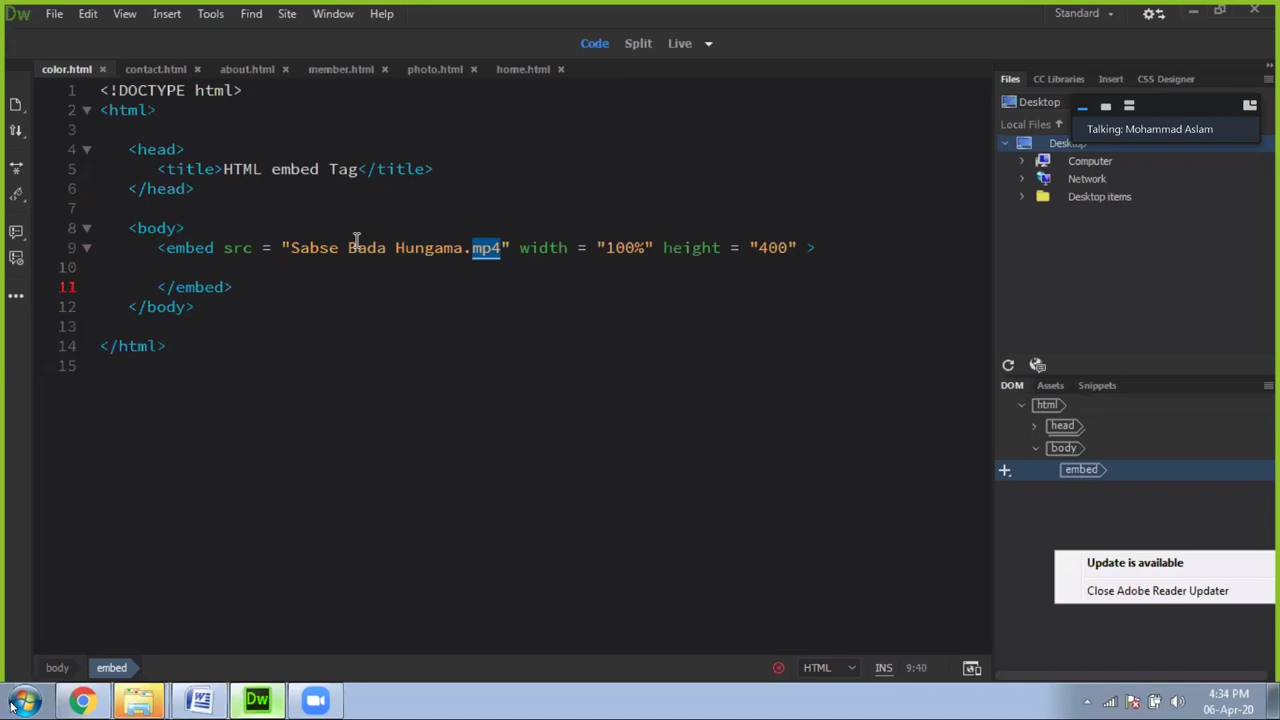 Dw File Edit View Insert Tools Find Site Window Help Standard
Code Split Live
color.html contact.html about.html member.html photo.html home.html
1 <!DOCTYPE html>
2 <html>
3
4 <head>
5 <title>HTML embed Tag</title>
6 </head>
7
8 <body>
9 <embed src = "Sabse Bada Hungama.mp4" width = "100%" height = "400" >
10
11 </embed>
12 </body>
13
14 </html>
15
Files CC Libraries Insert CSS Designer
Desktop
Talking: Mohammad Aslam
Local Files
Desktop
Computer
Network
Desktop items
DOM Assets Snippets
html
head
body
embed
Update is available
Close Adobe Reader Updater
body embed HTML INS 9:40
Dw
4:34 PM
06-Apr-20